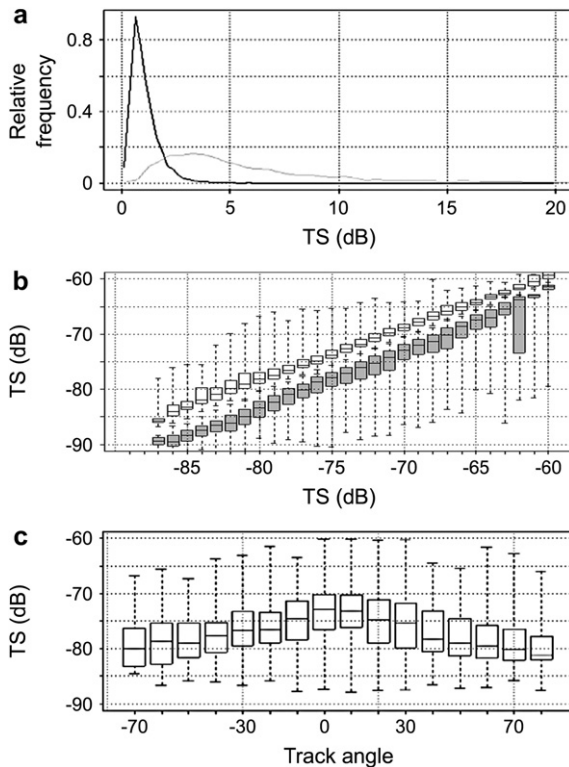 a
0.8
0.4
0
Relative
frequency
0 5 10 15 20
TS (dB)
b
-60
-70
-80
-90
TS
(dB)
-85 -80 -75 -70 -65 -60
TS (dB)
c
-60
-70
-80
-90
TS
(dB)
-70 -30 0 30 70
Track angle